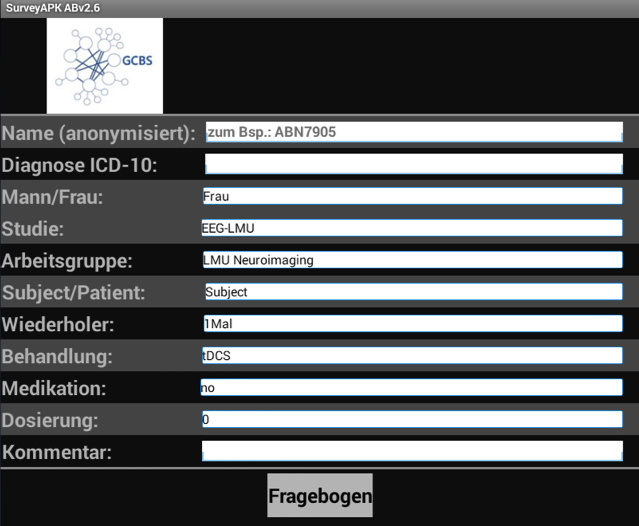 SurveyAPK ABv2.6
GCBS
Name (anonymisiert): zum Bsp.: ABN7905
Diagnose ICD-10:
Mann/Frau: Frau
Studie: EEG-LMU
Arbeitsgruppe: LMU Neuroimaging
Subject/Patient: Subject
Wiederholer: 1Mal
Behandlung: tDCS
Medikation: no
Dosierung: 0
Kommentar:
Fragebogen